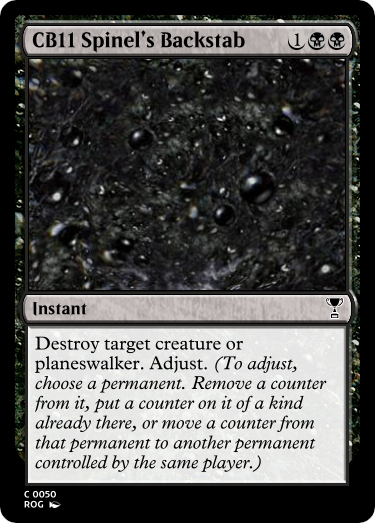 CB11 Spinel's Backstab 1
Instant
Destroy target creature or
planeswalker. Adjust. (To adjust,
choose a permanent. Remove a counter
from it, put a counter on it of a kind
already there, or move a counter from
that permanent to another permanent
controlled by the same player.)
C 0050
ROG